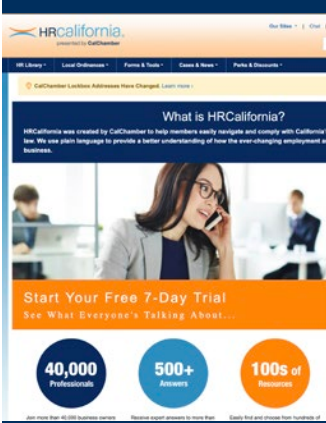 HRcalifornia
presented by CalChamber
Our Sites | Chat |
HR Library Local Ordinances Forms & Tools Cases & News Perks & Discounts
CalChamber Lockbox Addresses Have Changed. Learn more ›
What is HRCalifornia?
HRCalifornia was created by CalChamber to help members easily navigate and comply with California
law. We use plain language to provide a better understanding of how the ever-changing employment
business.
Start Your Free 7-Day Trial
See What Everyone's Talking About...
40,000
Professionals
500+
Answers
100s of
Resources
Join more than 40,000 business owners
Receive expert answers to more than
Easily find and choose from hundreds of